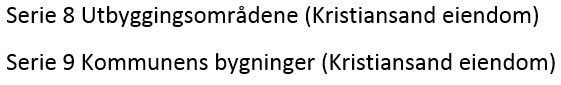 Serie 8 Utbyggingsområdene (Kristiansand eiendom)
Serie 9 Kommunens bygninger (Kristiansand eiendom)